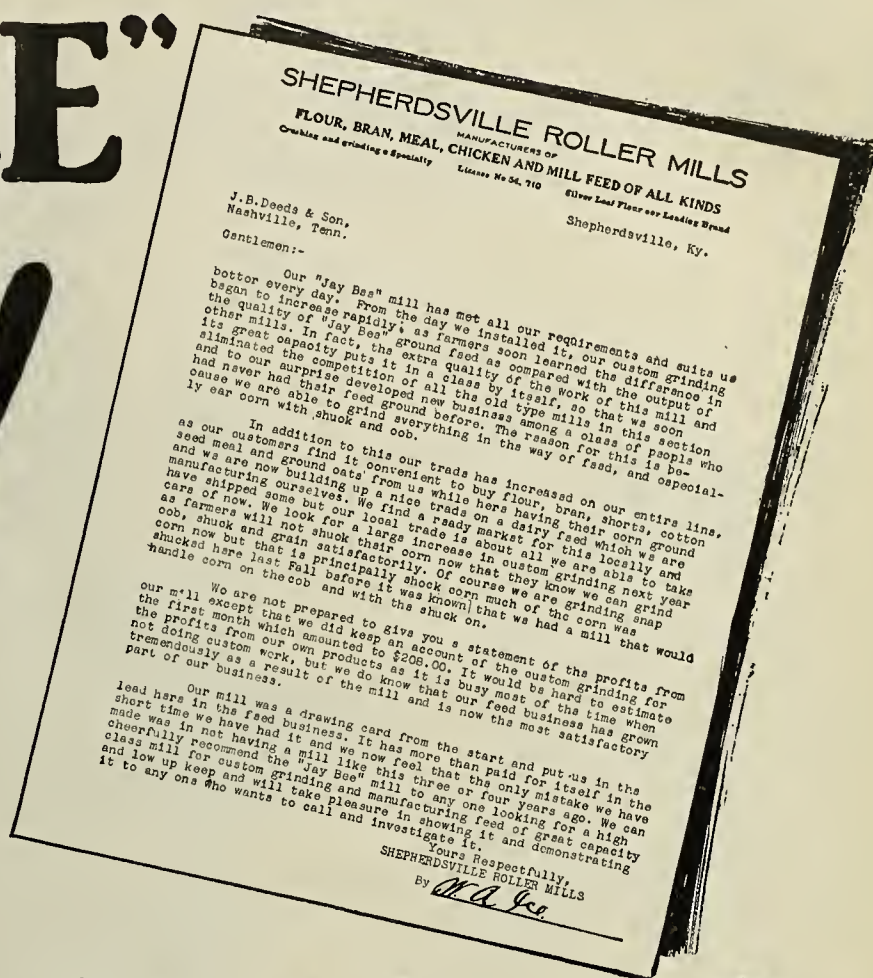 E”
SHEPHERDSVILLE ROLLER MILLS
MANUFACTURERS OF
FLOUR, BRAN, MEAL, CHICKEN AND MILL FEED OF ALL KINDS
Crushing and grinding a Specialty License No 54, 710 Silver Leaf Flour our Leading Brand
Shepherdsville, Ky.
J.B.Deeds & Son,
Nashville, Tenn.
Gentlemen:-
Our "Jay Bee" mill has met all our requirements and suits us
better every day. From the day we installed it, our custom grinding
began to increase rapidly, as farmers soon learned the difference in
the quality of "Jay Bee" ground feed as compared with the output of
other mills. In fact, the extra quality of the work of this mill and
its great capacity puts it in a class by itself, so that we soon
eliminated the competition of all the old type mills in this section
and to our surprise developed new business among a class of people who
had never had their feed ground before. The reason for this is be-
cause we are able to grind everything in the way of feed, and especial-
ly ear corn with shuck and cob.
In addition to this our trade has increased on our entire line,
as our customers find it convenient to buy flour, bran, shorts, cotton
seed meal and ground oats from us while here having their corn ground
and we are now building up a nice trade on a dairy feed which we are
manufacturing ourselves. We find a ready market for this locally and
have shipped some but our local trade is about all we are able to take
care of now. We look for a large increase in custom grinding next year
as farmers will not shuck their corn now that they know we can grind
cob, shuck and grain satisfactorily. Of course we are grinding snap
corn now but that is principally shock corn much of the corn was
shucked here last Fall before it was known that we had a mill that would
handle corn on the cob and with the shuck on.
We are not prepared to give you a statement of the profits from
our mill except that we did keep an account of the custom grinding for
the first month which amounted to $208.00. It would be hard to estimate
the profits from our own products as it is busy most of the time when
not doing custom work, but we do know that our feed business has grown
tremendously as a result of the mill and is now the most satisfactory
part of our business.
Our mill was a drawing card from the start and put us in the
lead here in the feed business. It has more than paid for itself in the
short time we have had it and we now feel that the only mistake we have
made was in not having a mill like this three or four years ago. We can
cheerfully recommend the "Jay Bee" mill to any one looking for a high
class mill for custom grinding and manufacturing feed of great capacity
and low up keep and will take pleasure in showing it and demonstrating
it to any one who wants to call and investigate it.
Yours Respectfully,
SHEPHERDSVILLE ROLLER MILLS
By W. A. Ice.